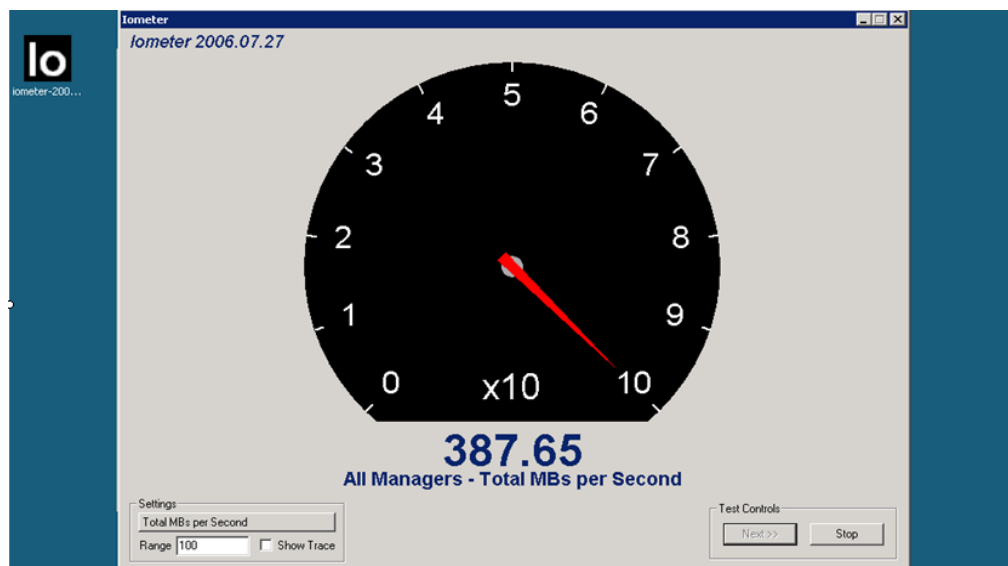 Iometer
Iometer 2006.07.27
Io
iometer-200...
5
4
6
3
7
2
8
1
9
0
x10
10
387.65
All Managers - Total MBs per Second
Settings
Total MBs per Second
Range 100 Show Trace
Test Controls
Next >> Stop